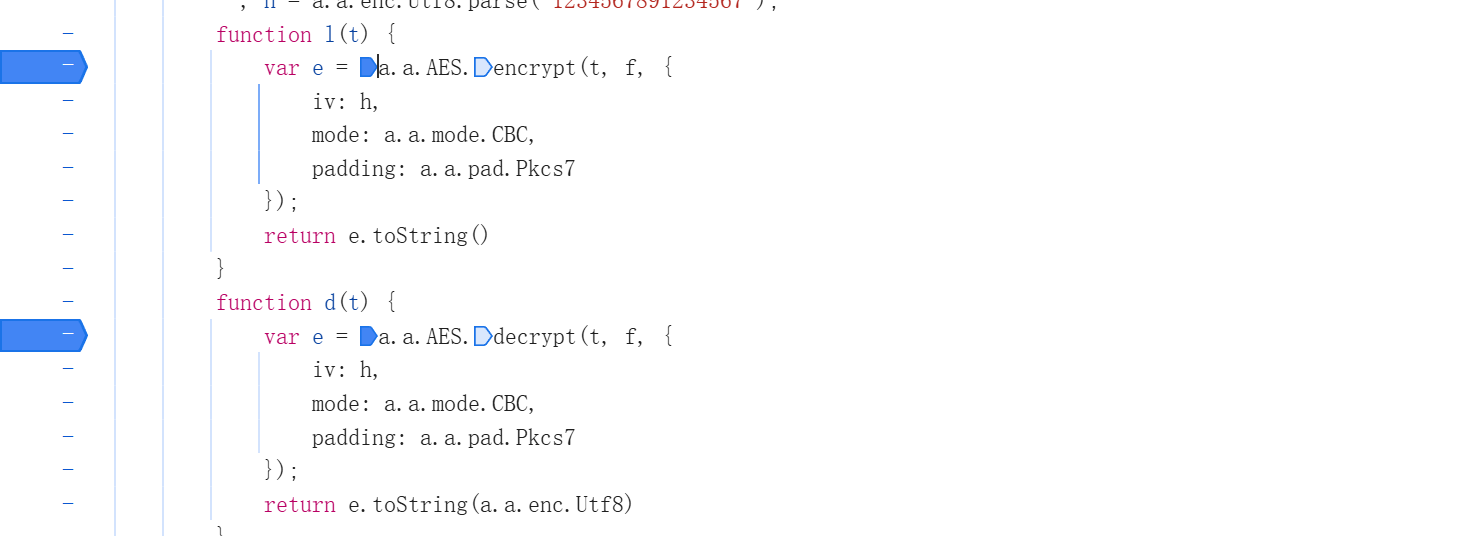 , h = a.a.enc.Utf8.parse("1234567891234567");
function l(t) {
var e = a.a.AES.encrypt(t, f, {
iv: h,
mode: a.a.mode.CBC,
padding: a.a.pad.Pkcs7
});
return e.toString()
}
function d(t) {
var e = a.a.AES.decrypt(t, f, {
iv: h,
mode: a.a.mode.CBC,
padding: a.a.pad.Pkcs7
});
return e.toString(a.a.enc.Utf8)
}